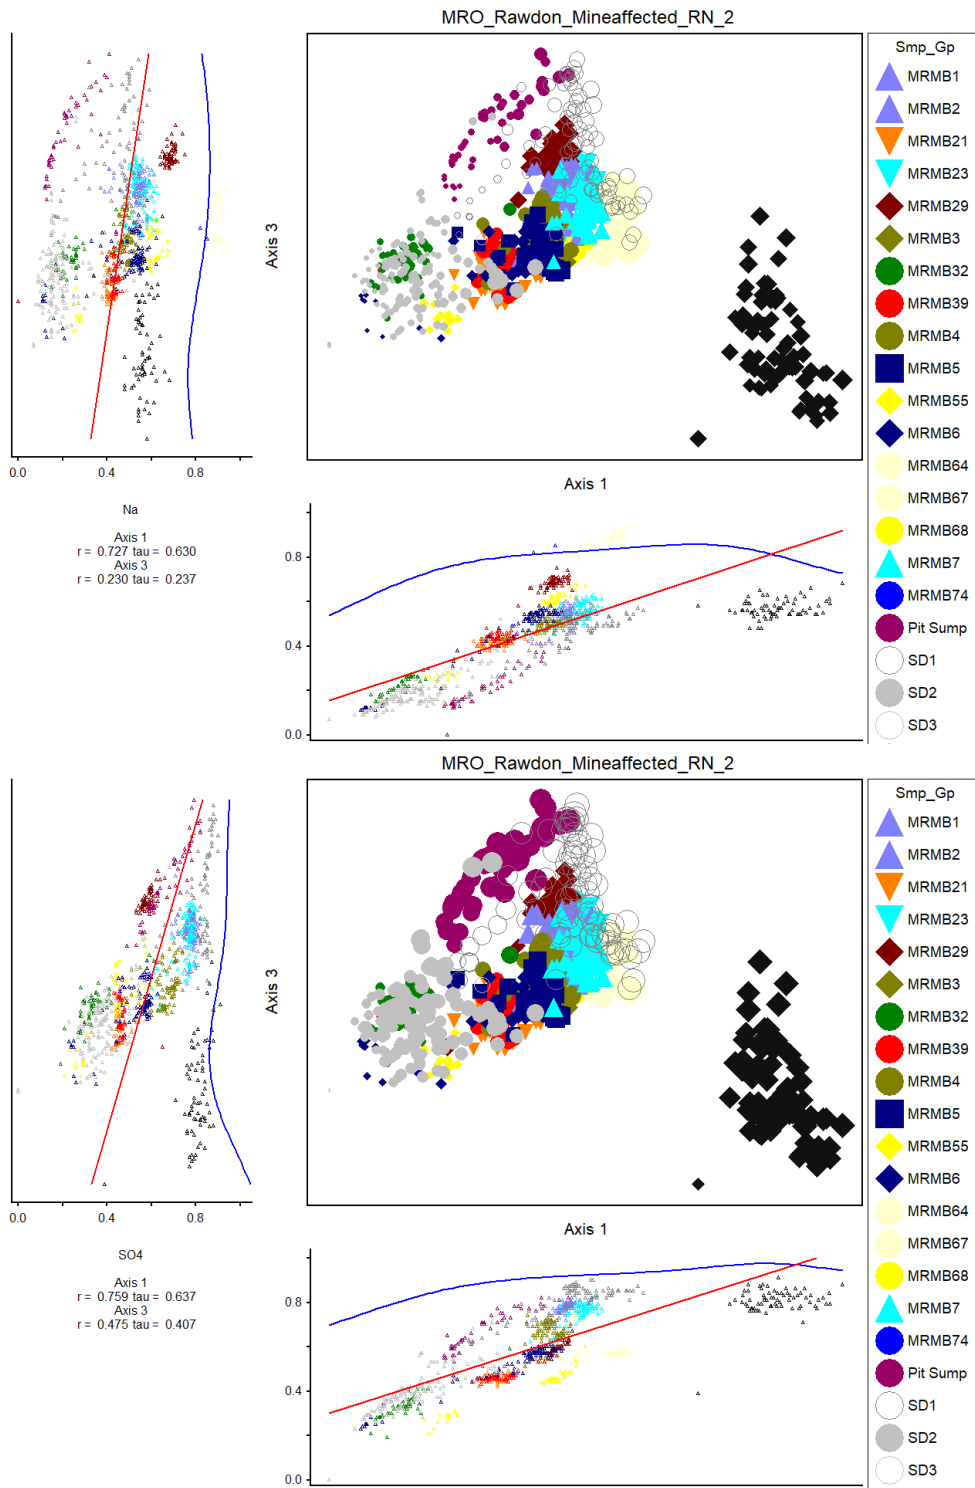 MRO_Rawdon_Mineaffected_RN_2
Axis 3
0.0 0.4 0.8
Na
Axis 1
r = 0.727 tau = 0.630
Axis 3
r = 0.230 tau = 0.237
Axis 1
0.8
0.4
0.0
Smp_Gp
MRMB1
MRMB2
MRMB21
MRMB23
MRMB29
MRMB3
MRMB32
MRMB39
MRMB4
MRMB5
MRMB55
MRMB6
MRMB64
MRMB67
MRMB68
MRMB7
MRMB74
Pit Sump
SD1
SD2
SD3
MRO_Rawdon_Mineaffected_RN_2
Axis 3
0.0 0.4 0.8
SO4
Axis 1
r = 0.759 tau = 0.637
Axis 3
r = 0.475 tau = 0.407
Axis 1
0.8
0.4
0.0
Smp_Gp
MRMB1
MRMB2
MRMB21
MRMB23
MRMB29
MRMB3
MRMB32
MRMB39
MRMB4
MRMB5
MRMB55
MRMB6
MRMB64
MRMB67
MRMB68
MRMB7
MRMB74
Pit Sump
SD1
SD2
SD3